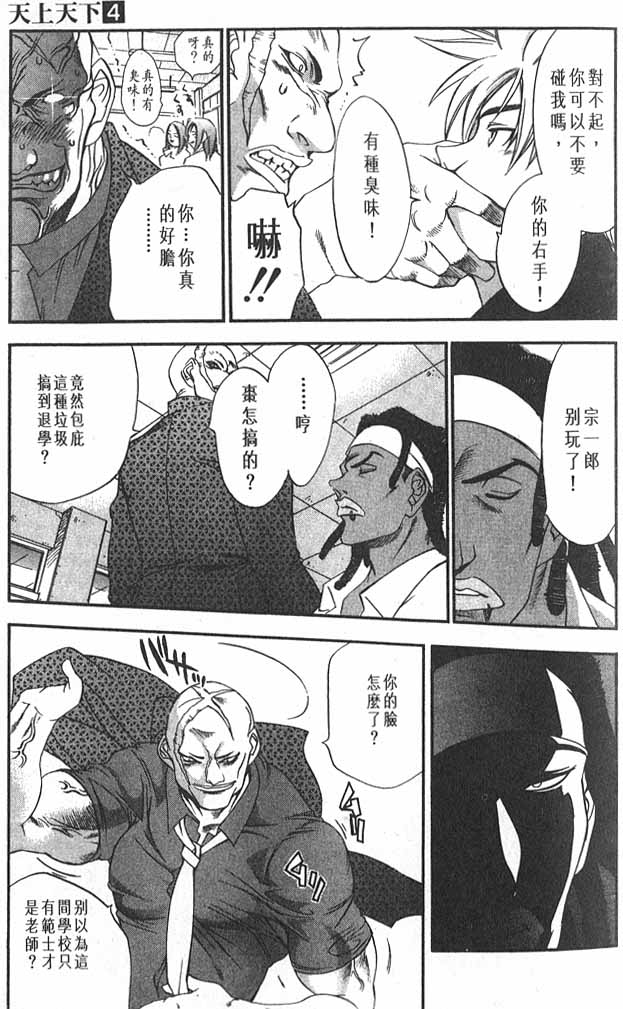 天上天下4
對不起，
你可以不要
碰我嗎，
你的右手！
有種臭味！
嚇!!
真的
呀？
真的有
臭味！
你…你真
的好膽
………
宗一郎
別玩了！
……哼
棗怎搞的？
竟然包庇
這種垃圾
搞到退學？
你的臉
怎麼了？
別以為這
間學校只
有範士才
是老師？